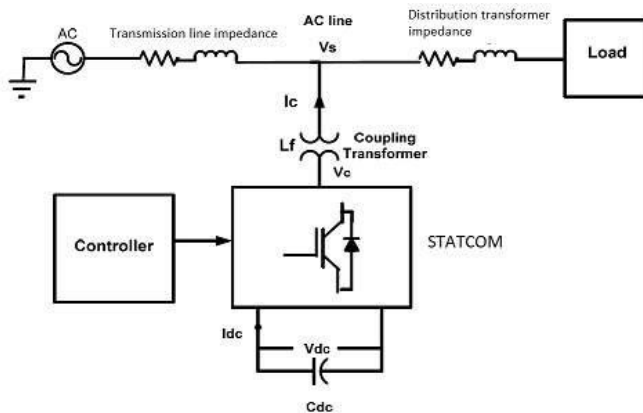 AC
Transmission line impedance
AC line
Vs
Distribution transformer
impedance
Load
Ic
Lf
Coupling
Transformer
Vc
Controller
STATCOM
Idc
Vdc
Cdc